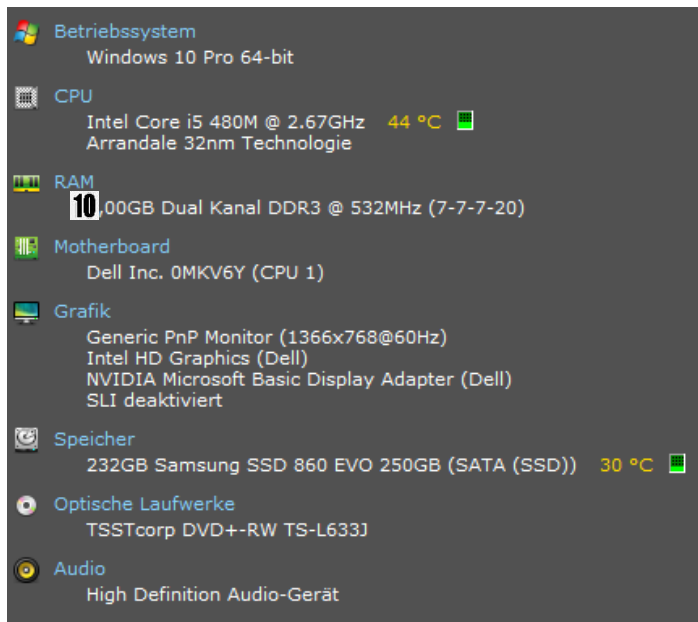 Betriebssystem
Windows 10 Pro 64-bit
CPU
Intel Core i5 480M @ 2.67GHz 44 °C
Arrandale 32nm Technologie
RAM
10,00GB Dual Kanal DDR3 @ 532MHz (7-7-7-20)
Motherboard
Dell Inc. 0MKV6Y (CPU 1)
Grafik
Generic PnP Monitor (1366x768@60Hz)
Intel HD Graphics (Dell)
NVIDIA Microsoft Basic Display Adapter (Dell)
SLI deaktiviert
Speicher
232GB Samsung SSD 860 EVO 250GB (SATA (SSD)) 30 °C
Optische Laufwerke
TSSTcorp DVD+-RW TS-L633J
Audio
High Definition Audio-Gerät